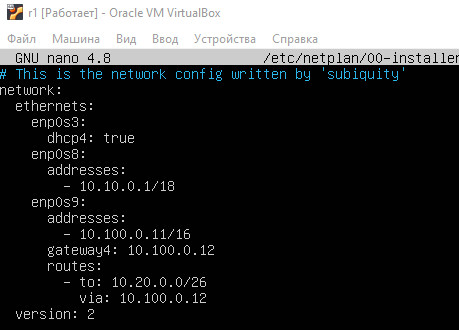 r1 [Работает] - Oracle VM VirtualBox
Файл Машина Вид Ввод Устройства Справка
GNU nano 4.8 /etc/netplan/00-installer
# This is the network config written by 'subiquity'
network:
  ethernets:
    enp0s3:
      dhcp4: true
    enp0s8:
      addresses:
        - 10.10.0.1/18
    enp0s9:
      addresses:
        - 10.100.0.11/16
      gateway4: 10.100.0.12
      routes:
        - to: 10.20.0.0/26
          via: 10.100.0.12
  version: 2